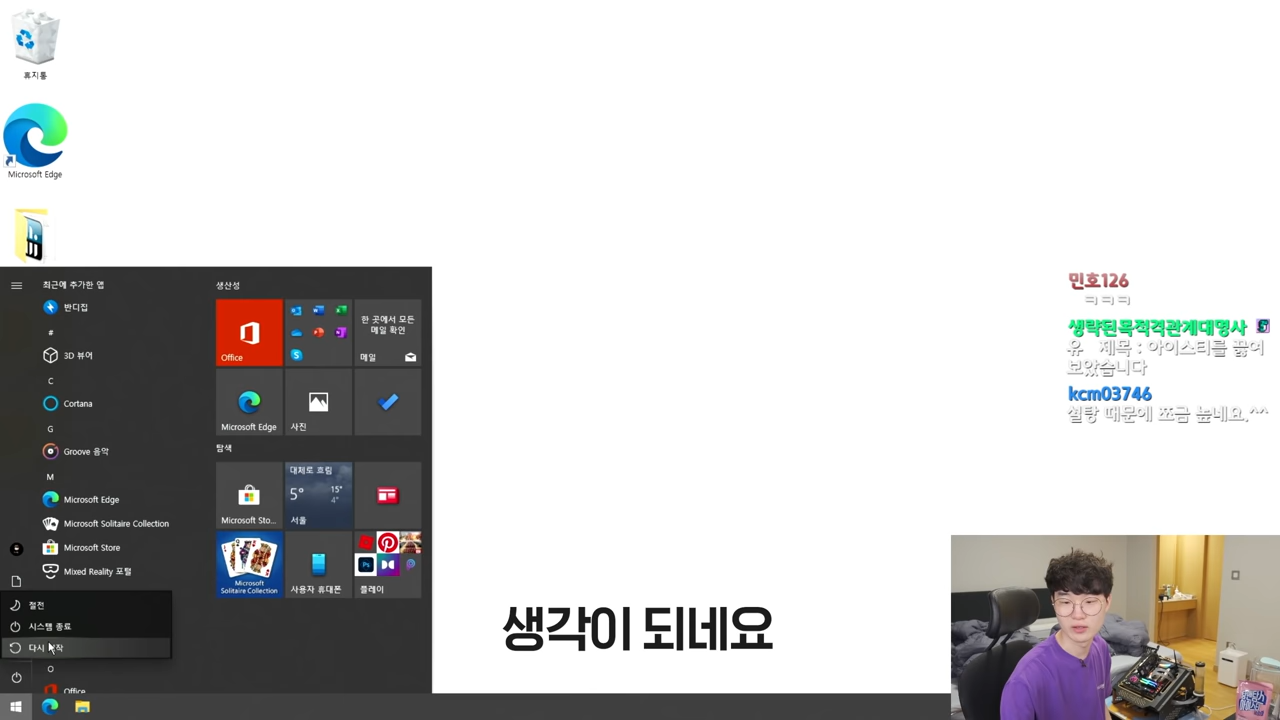 휴지통
Microsoft Edge
최근에 추가한 앱
반디집
#
3D 뷰어
C
Cortana
G
Groove 음악
M
Microsoft Edge
Microsoft Solitaire Collection
Microsoft Store
Mixed Reality 포털
절전
시스템 종료
다시
O
Office
생산성
Office
한 곳에서 모든
메일 확인
메일
Microsoft Edge
사진
탐색
Microsoft Sto...
대체로 흐림
5°
15°
4°
서울
Microsoft
Solitaire Collection
사용자 휴대폰
Ps
플레이
생각이 되네요
민호126
ㅋㅋㅋ
생략된목적격관계대명사
유 제목 : 아이스티를 끓여
보았습니다
kcm03746
설탕 때문에 쪼금 높네요.^^